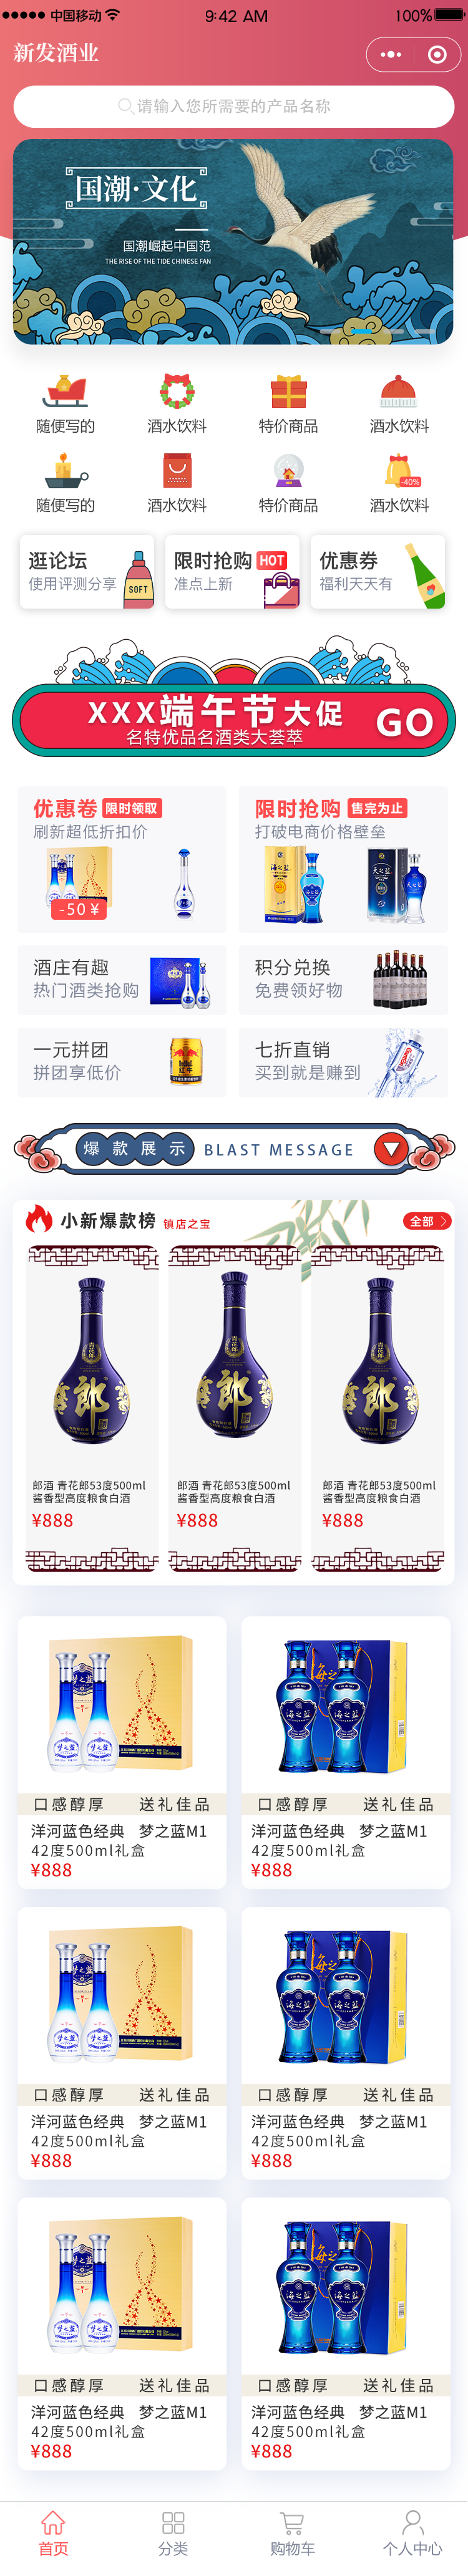 中国移动 9:42 AM 100%
新发酒业
请输入您所需要的产品名称
国潮·文化
国潮崛起中国范
THE RISE OF THE TIDE CHINESE FAN
随便写的 酒水饮料 特价商品 酒水饮料
-40%
随便写的 酒水饮料 特价商品 酒水饮料
逛论坛 限时抢购 HOT 优惠券
使用评测分享 准点上新 福利天天有
SOFT
XXX端午节大促 GO
名特优品名酒类大荟萃
优惠卷 限时领取 限时抢购 售完为止
刷新超低折扣价 打破电商价格壁垒
-50￥
酒庄有趣 积分兑换
热门酒类抢购 免费领好物
一元拼团 七折直销
拼团享低价 买到就是赚到
爆款展示 BLAST MESSAGE
小新爆款榜 镇店之宝 全部
郎 郎 郎
郎酒 青花郎53度500ml 郎酒 青花郎53度500ml 郎酒 青花郎53度500ml
酱香型高度粮食白酒 酱香型高度粮食白酒 酱香型高度粮食白酒
¥888 ¥888 ¥888
口感醇厚 送礼佳品 口感醇厚 送礼佳品
洋河蓝色经典 梦之蓝M1 洋河蓝色经典 梦之蓝M1
42度500ml礼盒 42度500ml礼盒
¥888 ¥888
口感醇厚 送礼佳品 口感醇厚 送礼佳品
洋河蓝色经典 梦之蓝M1 洋河蓝色经典 梦之蓝M1
42度500ml礼盒 42度500ml礼盒
¥888 ¥888
口感醇厚 送礼佳品 口感醇厚 送礼佳品
洋河蓝色经典 梦之蓝M1 洋河蓝色经典 梦之蓝M1
42度500ml礼盒 42度500ml礼盒
¥888 ¥888
首页 分类 购物车 个人中心